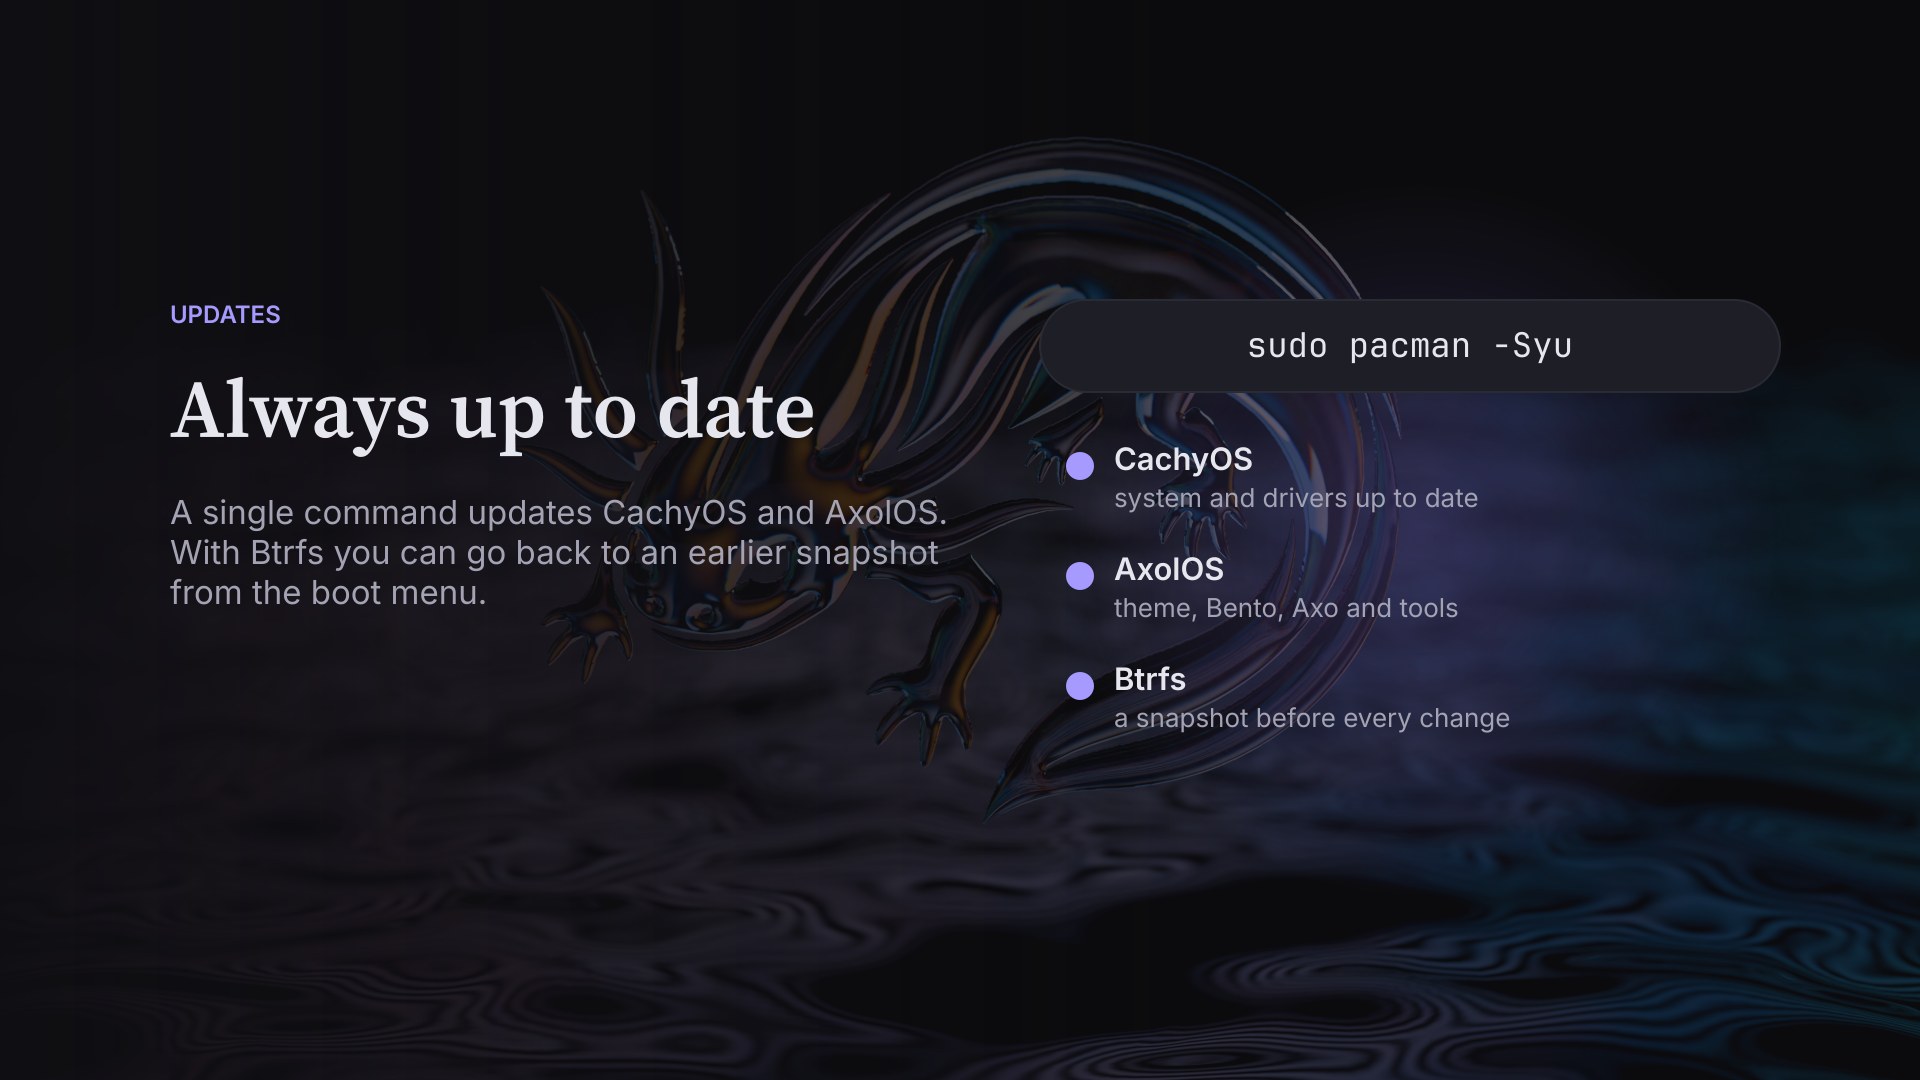 UPDATES
Always up to date
A single command updates CachyOS and AxolOS.
With Btrfs you can go back to an earlier snapshot
from the boot menu.
sudo pacman -Syu
CachyOS
system and drivers up to date
AxolOS
theme, Bento, Axo and tools
Btrfs
a snapshot before every change